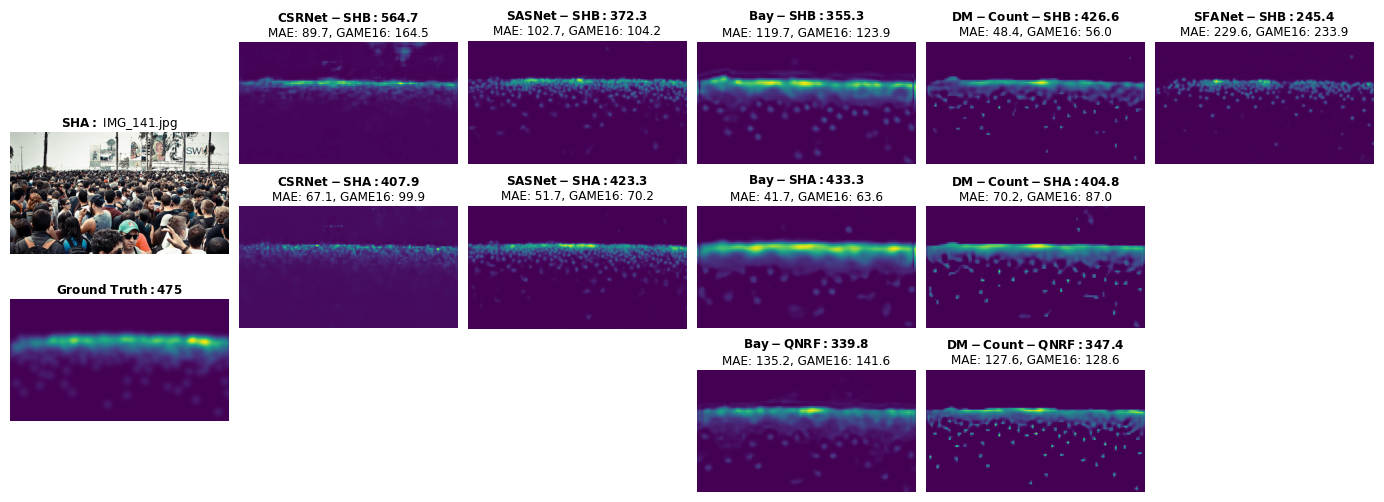 CSRNet−SHB: 564.7
MAE: 89.7, GAME16: 164.5
SASNet−SHB: 372.3
MAE: 102.7, GAME16: 104.2
Bay−SHB: 355.3
MAE: 119.7, GAME16: 123.9
DM−Count−SHB: 426.6
MAE: 48.4, GAME16: 56.0
SFANet−SHB: 245.4
MAE: 229.6, GAME16: 233.9
SHA: IMG_141.jpg
SW
CSRNet−SHA: 407.9
MAE: 67.1, GAME16: 99.9
SASNet−SHA: 423.3
MAE: 51.7, GAME16: 70.2
Bay−SHA: 433.3
MAE: 41.7, GAME16: 63.6
DM−Count−SHA: 404.8
MAE: 70.2, GAME16: 87.0
Ground Truth: 475
Bay−QNRF: 339.8
MAE: 135.2, GAME16: 141.6
DM−Count−QNRF: 347.4
MAE: 127.6, GAME16: 128.6